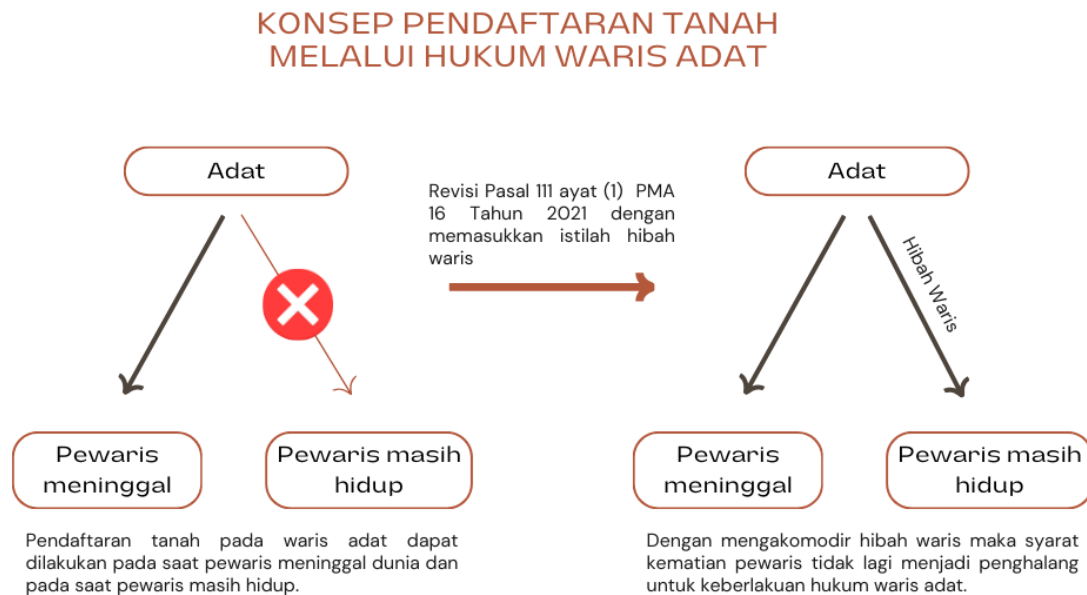 KONSEP PENDAFTARAN TANAH
MELALUI HUKUM WARIS ADAT
Adat
Revisi Pasal 111 ayat (1) PMA
16 Tahun 2021 dengan
memasukkan istilah hibah
waris
Adat
Hibah Waris
Pewaris
meninggal
Pewaris masih
hidup
Pewaris
meninggal
Pewaris masih
hidup
Pendaftaran tanah pada waris adat dapat
dilakukan pada saat pewaris meninggal dunia dan
pada saat pewaris masih hidup.
Dengan mengakomodir hibah waris maka syarat
kematian pewaris tidak lagi menjadi penghalang
untuk keberlakuan hukum waris adat.